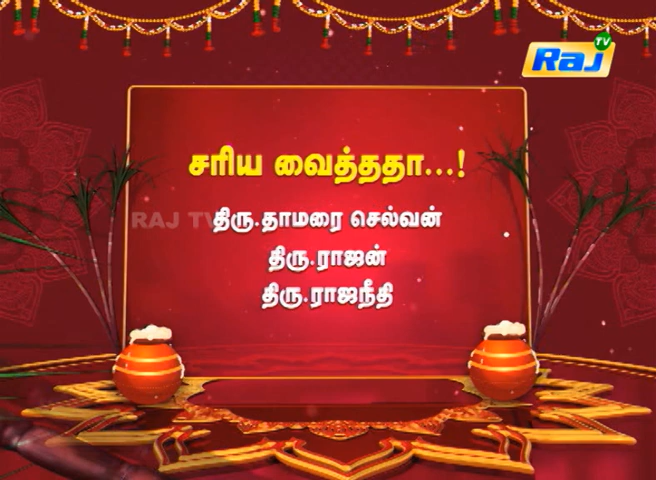 Raj TV
சரிய வைத்ததா...!
RAJ TV
திரு.தாமரை செல்வன்
திரு.ராஜன்
திரு.ராஜநீதி